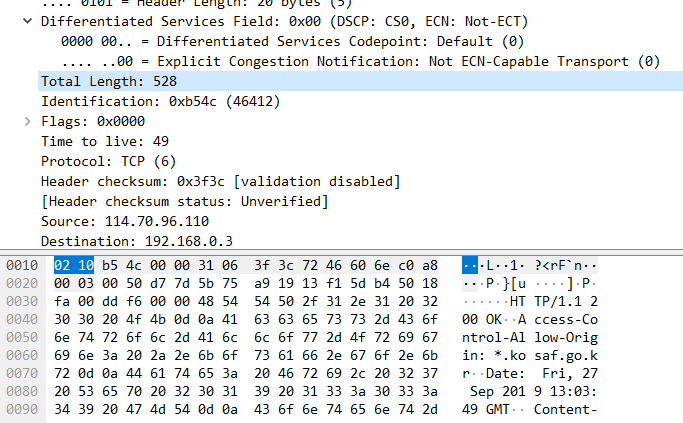 .... 0101 = Header Length: 20 bytes (5)
Differentiated Services Field: 0x00 (DSCP: CS0, ECN: Not-ECT)
0000 00.. = Differentiated Services Codepoint: Default (0)
.... ..00 = Explicit Congestion Notification: Not ECN-Capable Transport (0)
Total Length: 528
Identification: 0xb54c (46412)
Flags: 0x0000
Time to live: 49
Protocol: TCP (6)
Header checksum: 0x3f3c [validation disabled]
[Header checksum status: Unverified]
Source: 114.70.96.110
Destination: 192.168.0.3
0010 02 10 b5 4c 00 00 31 06 3f 3c 72 46 60 6e c0 a8 ···L··1· ?<rF`n··
0020 00 03 00 50 d7 7d 5b 75 a9 19 13 f1 5d b4 50 18 ···P·}[u ····]·P·
0030 fa 00 dd f6 00 00 48 54 54 50 2f 31 2e 31 20 32 ······HT TP/1.1 2
0040 30 30 20 4f 4b 0d 0a 41 63 63 65 73 73 2d 43 6f 00 OK··A ccess-Co
0050 6e 74 72 6f 6c 2d 41 6c 6c 6f 77 2d 4f 72 69 67 ntrol-Al low-Orig
0060 69 6e 3a 20 2a 2e 6b 6f 73 61 66 2e 67 6f 2e 6b in: *.ko saf.go.k
0070 72 0d 0a 44 61 74 65 3a 20 46 72 69 2c 20 32 37 r··Date: Fri, 27
0080 20 53 65 70 20 32 30 31 39 20 31 33 3a 30 33 3a Sep 201 9 13:03:
0090 34 39 20 47 4d 54 0d 0a 43 6f 6e 74 65 6e 74 2d 49 GMT·· Content-